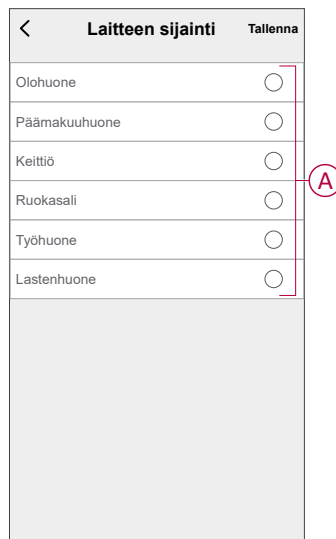 Laitteen sijainti Tallenna
Olohuone
Päämakuuhuone
Keittiö
A
Ruokasali
Työhuone
Lastenhuone